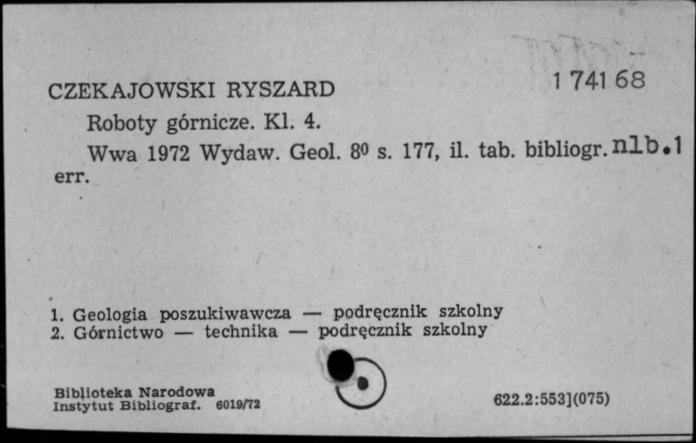 CZEKAJOWSKI RYSZARD 1 741 68
Roboty górnicze. Kl. 4.
Wwa 1972 Wydaw. Geol. 8⁰ s. 177, il. tab. bibliogr. nlb.1
err.
1. Geologia poszukiwawcza — podręcznik szkolny
2. Górnictwo — technika — podręcznik szkolny
Biblioteka Narodowa
Instytut Bibliograf. 6019/72 622.2:553](075)